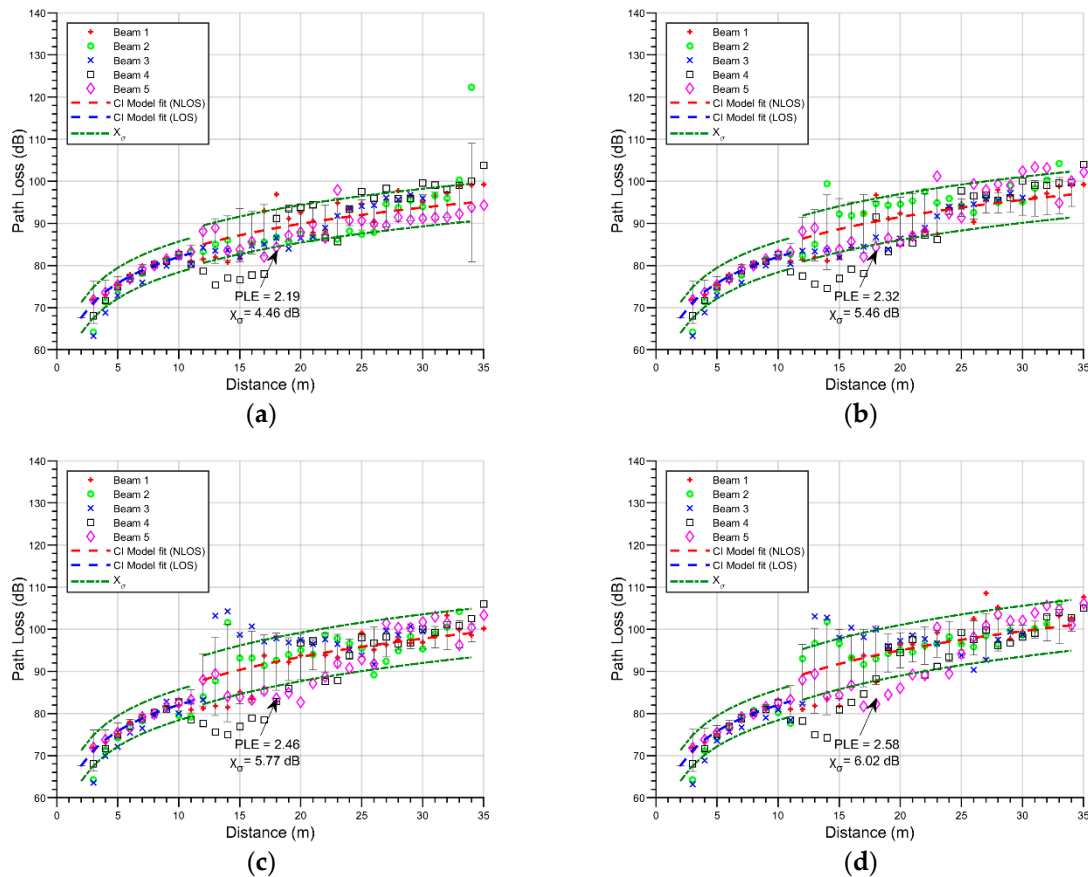 140
130
120
110
100
90
80
70
60
Path Loss (dB)
Beam 1
Beam 2
Beam 3
Beam 4
Beam 5
CI Model fit (NLOS)
CI Model fit (LOS)
Xσ
PLE = 2.19
χσ = 4.46 dB
0 5 10 15 20 25 30 35
Distance (m)
(a)
140
130
120
110
100
90
80
70
60
Path Loss (dB)
Beam 1
Beam 2
Beam 3
Beam 4
Beam 5
CI Model fit (NLOS)
CI Model fit (LOS)
Xσ
PLE = 2.32
χσ = 5.46 dB
0 5 10 15 20 25 30 35
Distance (m)
(b)
140
130
120
110
100
90
80
70
60
Path Loss (dB)
Beam 1
Beam 2
Beam 3
Beam 4
Beam 5
CI Model fit (NLOS)
CI Model fit (LOS)
Xσ
PLE = 2.46
χσ = 5.77 dB
0 5 10 15 20 25 30 35
Distance (m)
(c)
140
130
120
110
100
90
80
70
60
Path Loss (dB)
Beam 1
Beam 2
Beam 3
Beam 4
Beam 5
CI Model fit (NLOS)
CI Model fit (LOS)
Xσ
PLE = 2.58
χσ = 6.02 dB
0 5 10 15 20 25 30 35
Distance (m)
(d)